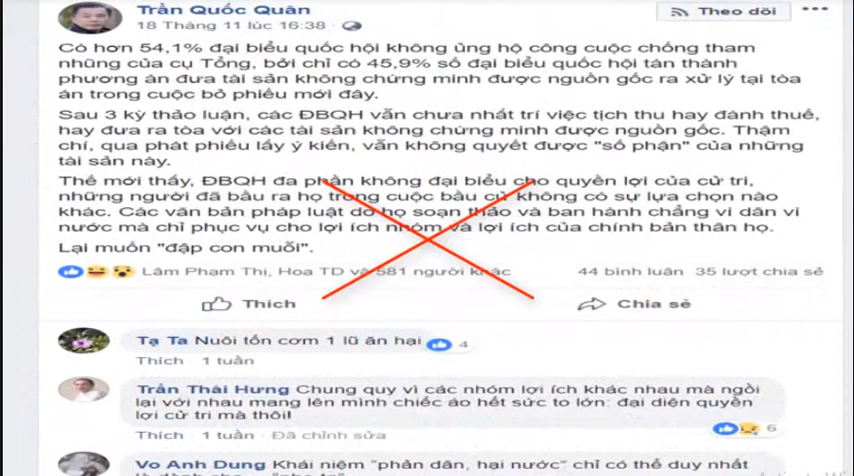 Trần Quốc Quân
Theo dõi
18 Tháng 11 lúc 16:38
Có hơn 54,1% đại biểu quốc hội không ủng hộ công cuộc chống tham
nhũng của cụ Tổng, bởi chỉ có 45,9% số đại biểu quốc hội tán thành
phương án đưa tài sản không chứng minh được nguồn gốc ra xử lý tại tòa
án trong cuộc bỏ phiếu mới đây.
Sau 3 kỳ thảo luận, các ĐBQH vẫn chưa nhất trí việc tịch thu hay đánh thuế,
hay đưa ra tòa với các tài sản không chứng minh được nguồn gốc. Thậm
chí, qua phát phiếu lấy ý kiến, vẫn không quyết được "số phận" của những
tài sản này.
Thế mới thấy, ĐBQH đa phần không đại biểu cho quyền lợi của cử tri,
những người đã bầu ra họ trong cuộc bầu cử không có sự lựa chọn nào
khác. Các văn bản pháp luật do họ soạn thảo và ban hành chẳng vì dân vì
nước mà chỉ phục vụ cho lợi ích nhóm và lợi ích của chính bản thân họ.
Lại muốn "đập con muỗi".
Lâm Phạm Thị, Hoa TD và 581 người khác
44 bình luận 35 lượt chia sẻ
Thích
Chia sẻ
Tạ Ta Nuôi tốn cơm 1 lũ ăn hại
4
Thích 1 tuần
Trần Thái Hưng Chung quy vì các nhóm lợi ích khác nhau mà ngồi
lại với nhau mang lên mình chiếc áo hết sức to lớn: đại diện quyền
lợi cử tri mà thôi!
6
Thích · 1 tuần · Đã chỉnh sửa
Vo Anh Dung Khái niệm "phản dân, hại nước" chỉ có thể duy nhất